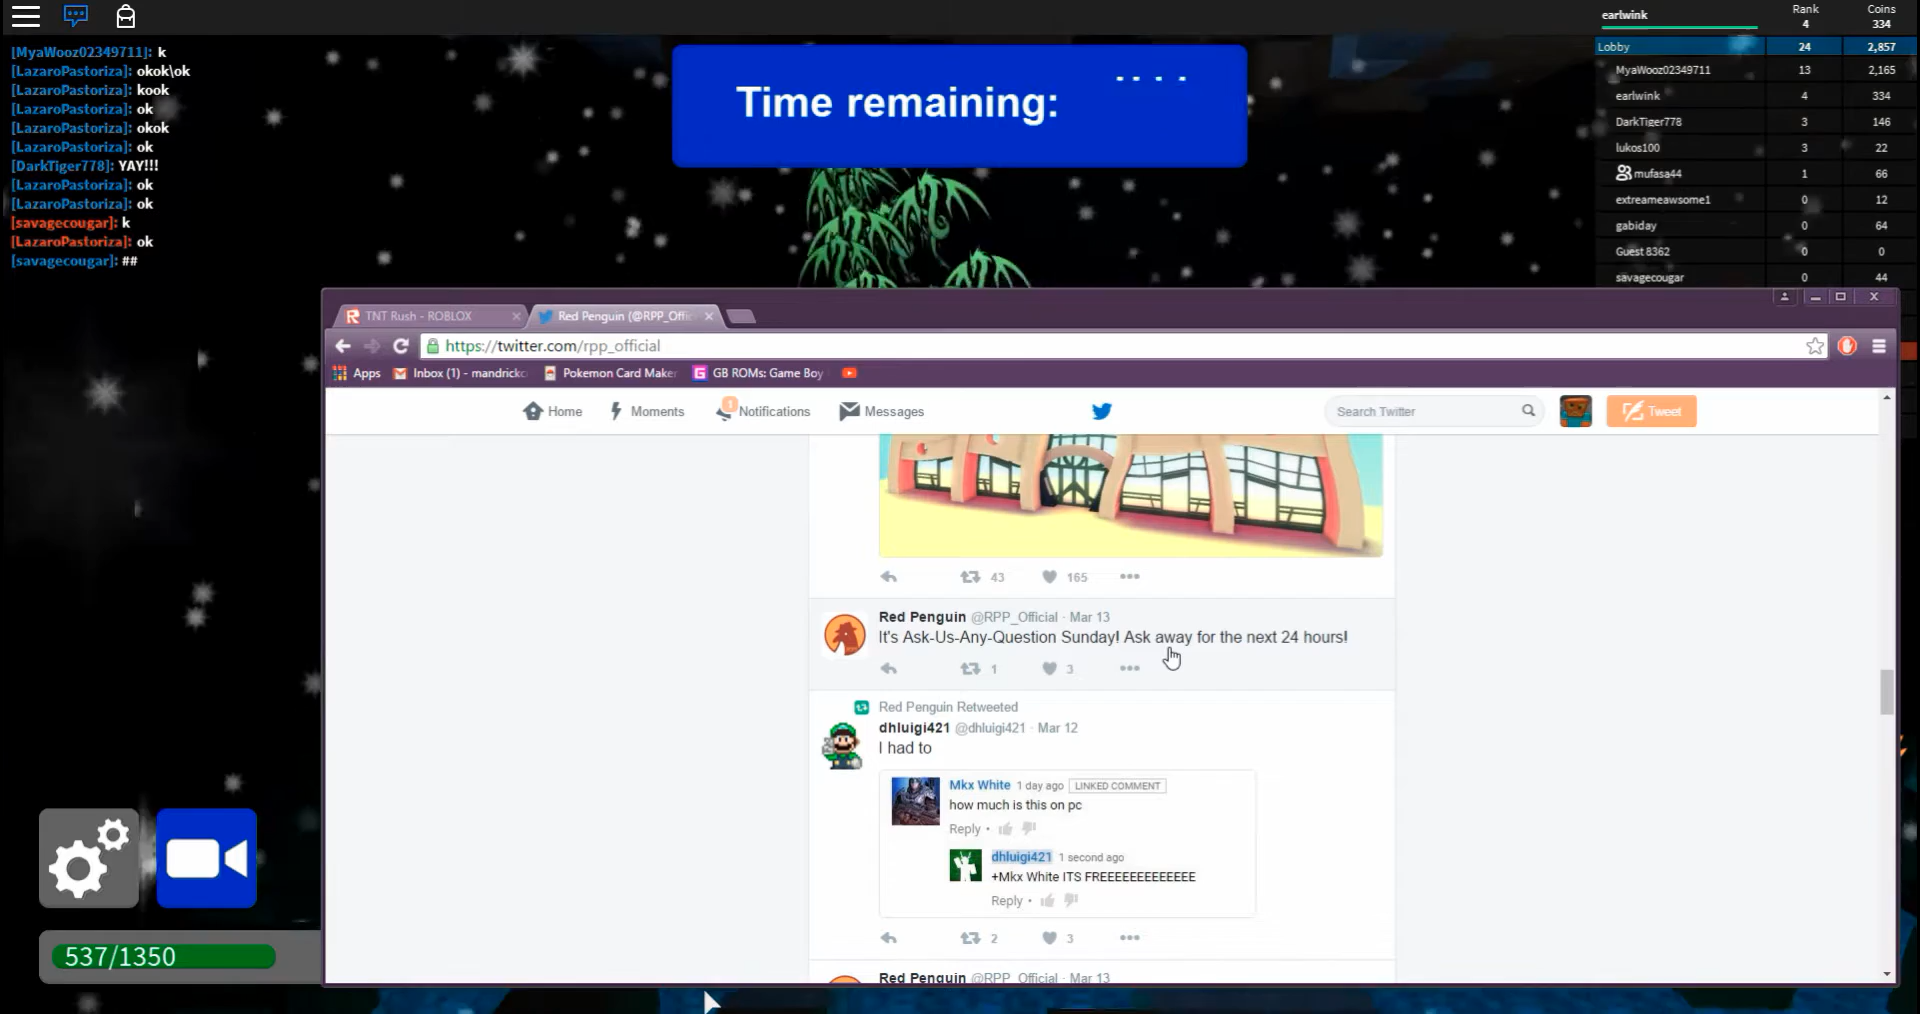 earlwink
Rank
4
Coins
334
[MyaWooz02349711]: k
[LazaroPastoriza]: okok\ok
[LazaroPastoriza]: kook
[LazaroPastoriza]: ok
[LazaroPastoriza]: okok
[LazaroPastoriza]: ok
[DarkTiger778]: YAY!!!
[LazaroPastoriza]: ok
[LazaroPastoriza]: ok
[savagecougar]: k
[LazaroPastoriza]: ok
[savagecougar]: ##
Time remaining:
Lobby 24 2,857
MyaWooz02349711 13 2,165
earlwink 4 334
DarkTiger778 3 146
lukos100 3 22
mufasa44 1 66
extreameawsome1 0 12
gabiday 0 64
Guest 8362 0 0
savagecougar 0 44
TNT Rush - ROBLOX
Red Penguin (@RPP_Offic
https://twitter.com/rpp_official
Apps Inbox (1) - mandrickc Pokemon Card Maker GB ROMs: Game Boy
Home Moments 1 Notifications Messages Search Twitter Tweet
43 165
Red Penguin @RPP_Official · Mar 13
It's Ask-Us-Any-Question Sunday! Ask away for the next 24 hours!
1 3
Red Penguin Retweeted
dhluigi421 @dhluigi421 · Mar 12
I had to
Mkx White 1 day ago LINKED COMMENT
how much is this on pc
Reply •
dhluigi421 1 second ago
+Mkx White ITS FREEEEEEEEEEEEE
Reply •
2 3
Red Penguin @RPP_Official · Mar 13
537/1350